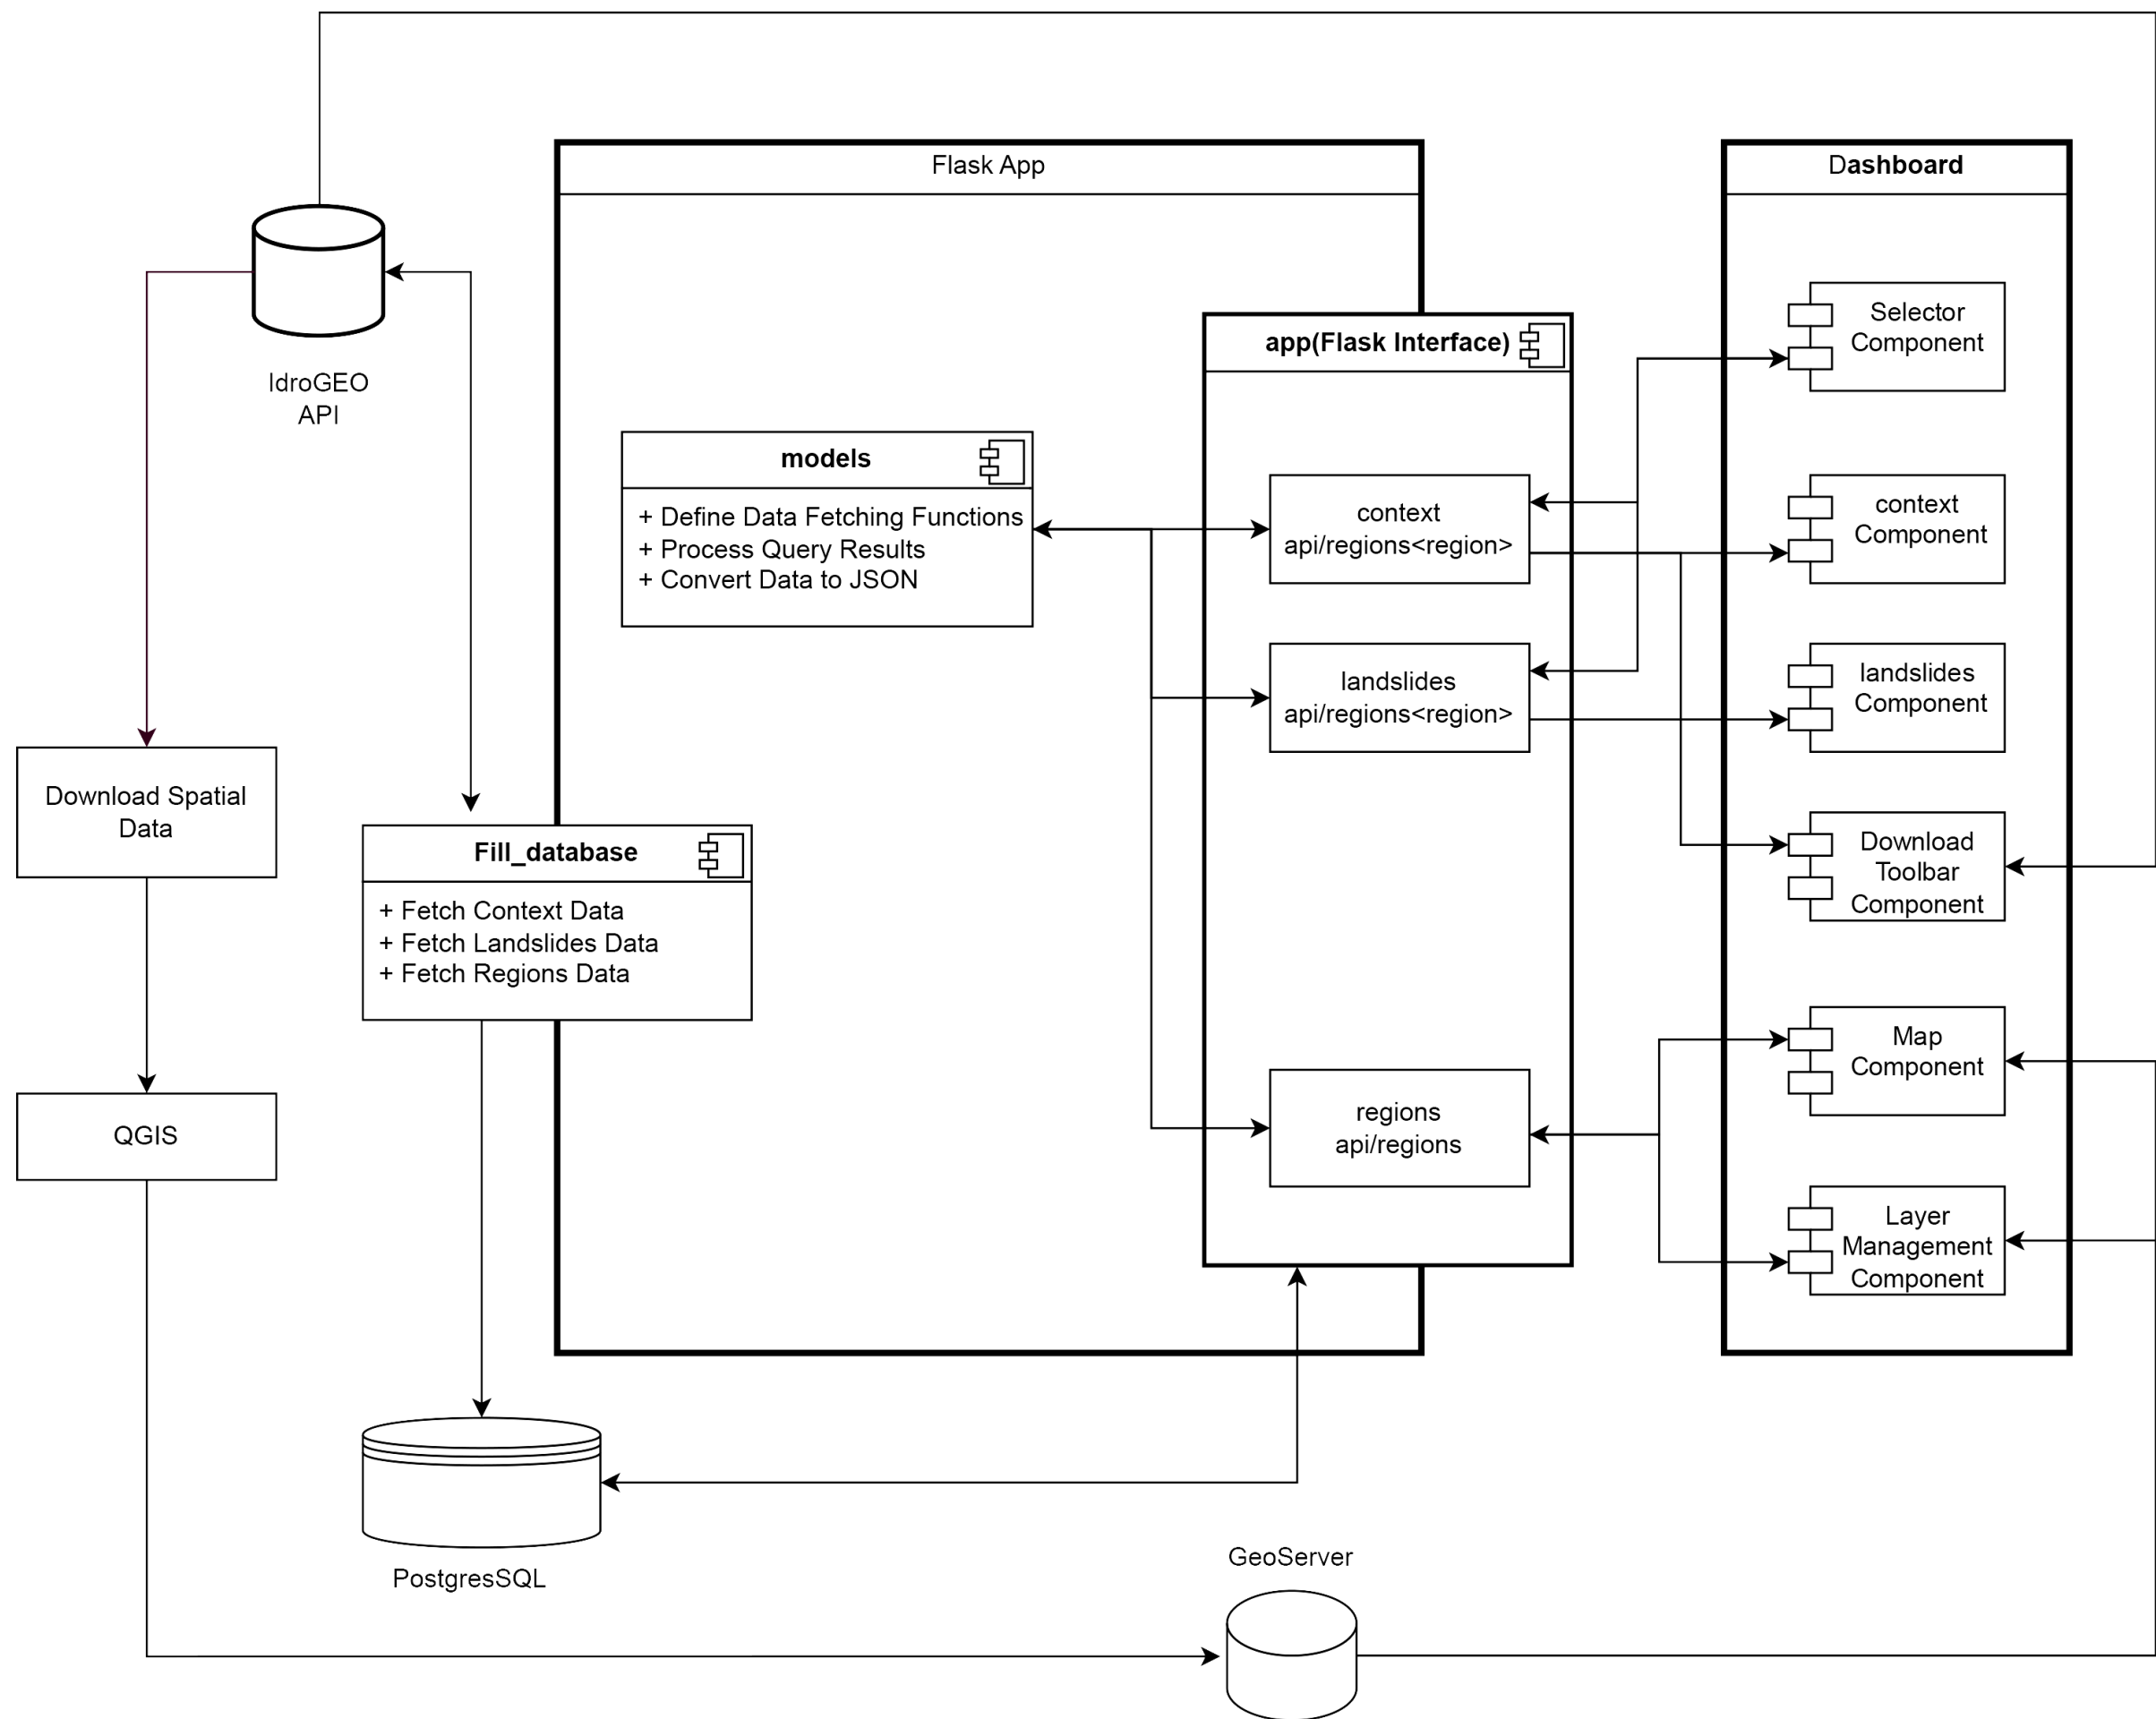 Flask App
Dashboard
IdroGEO
API
app(Flask Interface)
models
+ Define Data Fetching Functions
+ Process Query Results
+ Convert Data to JSON
context
api/regions<region>
landslides
api/regions<region>
regions
api/regions
Selector
Component
context
Component
landslides
Component
Download
Toolbar
Component
Map
Component
Layer
Management
Component
Download Spatial
Data
Fill_database
+ Fetch Context Data
+ Fetch Landslides Data
+ Fetch Regions Data
QGIS
PostgresSQL
GeoServer